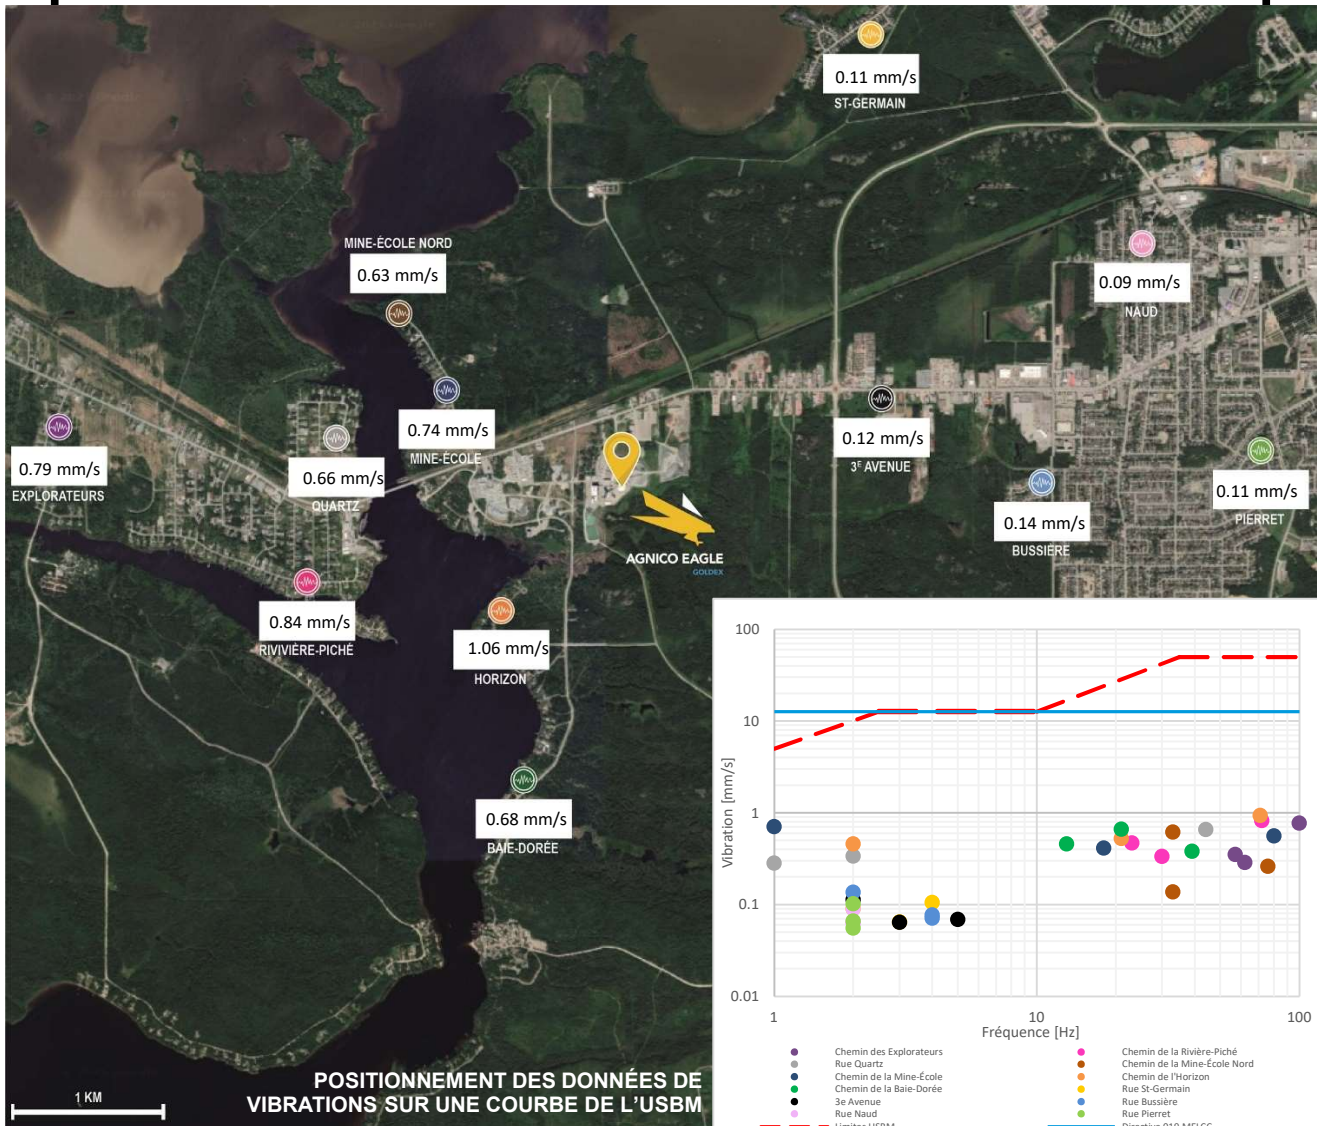 0.11 mm/s
ST-GERMAIN
MINE-ÉCOLE NORD
0.63 mm/s
0.09 mm/s
NAUD
0.79 mm/s
EXPLORATEURS
0.66 mm/s
QUARTZ
0.74 mm/s
MINE-ÉCOLE
0.12 mm/s
3E AVENUE
0.14 mm/s
BUSSIÈRE
0.11 mm/s
PIERRET
AGNICO EAGLE
GOLDEX
0.84 mm/s
RIVIVIÈRE-PICHÉ
1.06 mm/s
HORIZON
0.68 mm/s
BAIE-DORÉE
1 KM
POSITIONNEMENT DES DONNÉES DE
VIBRATIONS SUR UNE COURBE DE L'USBM
100
10
1
0.1
0.01
Vibration [mm/s]
1
10
100
Fréquence [Hz]
Chemin des Explorateurs
Chemin de la Rivière-Piché
Rue Quartz
Chemin de la Mine-École Nord
Chemin de la Mine-École
Chemin de l'Horizon
Chemin de la Baie-Dorée
Rue St-Germain
3e Avenue
Rue Bussière
Rue Naud
Rue Pierret
Limites USBM
Directive 019 MELCC